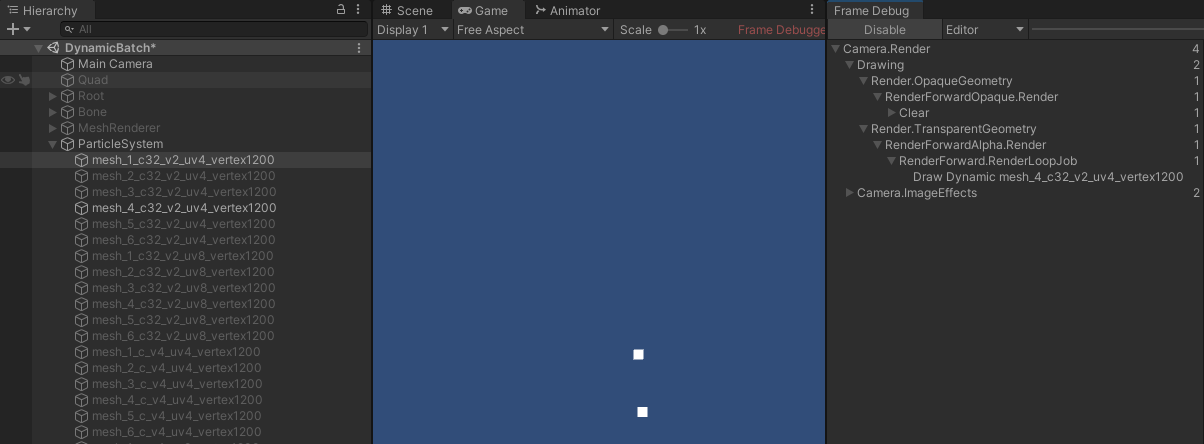 Hierarchy
All
DynamicBatch*
Main Camera
Quad
Root
Bone
MeshRenderer
ParticleSystem
mesh_1_c32_v2_uv4_vertex1200
mesh_2_c32_v2_uv4_vertex1200
mesh_3_c32_v2_uv4_vertex1200
mesh_4_c32_v2_uv4_vertex1200
mesh_5_c32_v2_uv4_vertex1200
mesh_6_c32_v2_uv4_vertex1200
mesh_1_c32_v2_uv8_vertex1200
mesh_2_c32_v2_uv8_vertex1200
mesh_3_c32_v2_uv8_vertex1200
mesh_4_c32_v2_uv8_vertex1200
mesh_5_c32_v2_uv8_vertex1200
mesh_6_c32_v2_uv8_vertex1200
mesh_1_c_v4_uv4_vertex1200
mesh_2_c_v4_uv4_vertex1200
mesh_3_c_v4_uv4_vertex1200
mesh_4_c_v4_uv4_vertex1200
mesh_5_c_v4_uv4_vertex1200
mesh_6_c_v4_uv4_vertex1200
Scene Game Animator
Display 1 Free Aspect Scale 1x Frame Debugge
Frame Debug
Disable Editor
Camera.Render 4
Drawing 2
Render.OpaqueGeometry 1
RenderForwardOpaque.Render 1
Clear 1
Render.TransparentGeometry 1
RenderForwardAlpha.Render 1
RenderForward.RenderLoopJob 1
Draw Dynamic mesh_4_c32_v2_uv4_vertex1200
Camera.ImageEffects 2